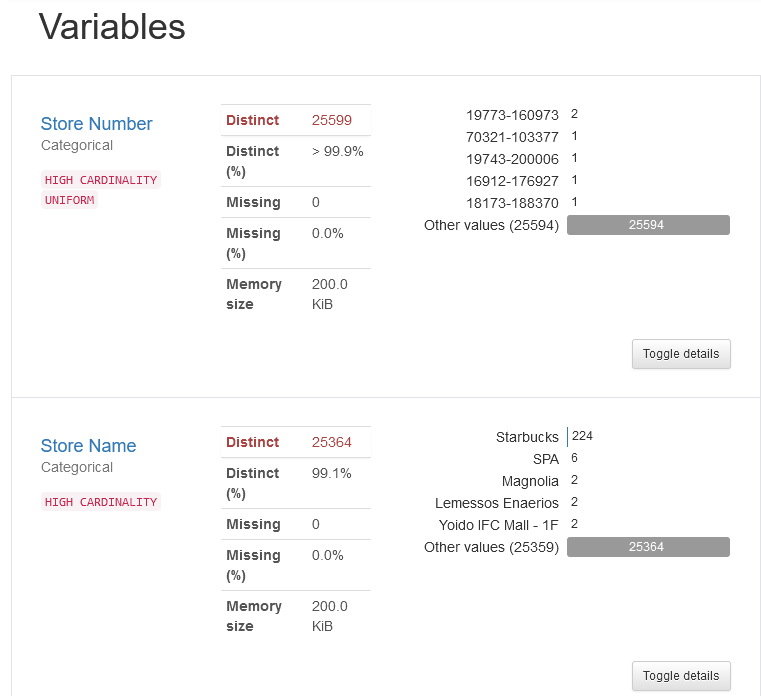 Variables
Store Number
Categorical
HIGH CARDINALITY
UNIFORM
Distinct 25599
Distinct (%) > 99.9%
Missing 0
Missing (%) 0.0%
Memory size 200.0 KiB
19773-160973 2
70321-103377 1
19743-200006 1
16912-176927 1
18173-188370 1
Other values (25594) 25594
Toggle details
Store Name
Categorical
HIGH CARDINALITY
Distinct 25364
Distinct (%) 99.1%
Missing 0
Missing (%) 0.0%
Memory size 200.0 KiB
Starbucks 224
SPA 6
Magnolia 2
Lemessos Enaerios 2
Yoido IFC Mall - 1F 2
Other values (25359) 25364
Toggle details